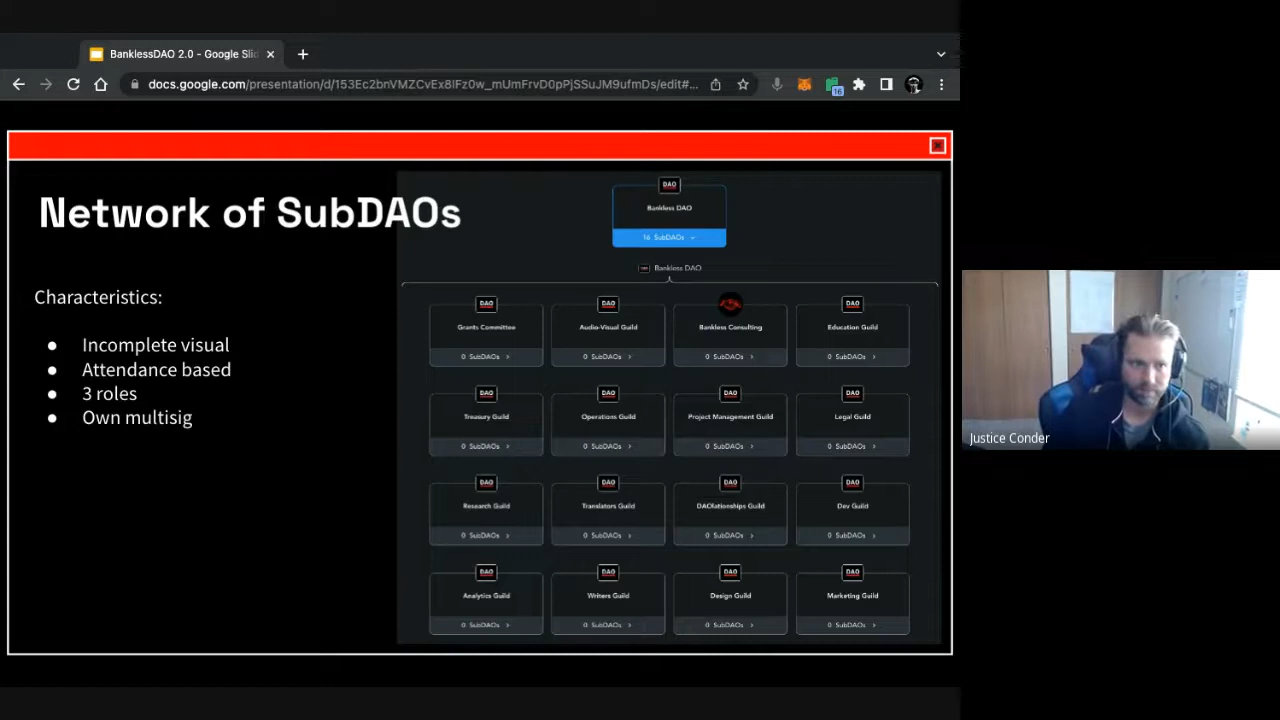 BanklessDAO 2.0 - Google Slid
docs.google.com/presentation/d/153Ec2bnVMZCvEx8IFz0w_mUmFrvD0pPjSSuJM9ufmDs/edit#...
16
Network of SubDAOs
Characteristics:
● Incomplete visual
● Attendance based
● 3 roles
● Own multisig
DAO
Bankless DAO
16 SubDAOs
Bankless DAO
DAO DAO DAO
Grants Committee Audio-Visual Guild Bankless Consulting Education Guild
0 SubDAOs 0 SubDAOs 0 SubDAOs 0 SubDAOs
DAO DAO DAO DAO
Treasury Guild Operations Guild Project Management Guild Legal Guild
0 SubDAOs 0 SubDAOs 0 SubDAOs 0 SubDAOs
DAO DAO DAO DAO
Research Guild Translators Guild DAOlationships Guild Dev Guild
0 SubDAOs 0 SubDAOs 0 SubDAOs 0 SubDAOs
DAO DAO DAO DAO
Analytics Guild Writers Guild Design Guild Marketing Guild
0 SubDAOs 0 SubDAOs 0 SubDAOs 0 SubDAOs
Justice Conder